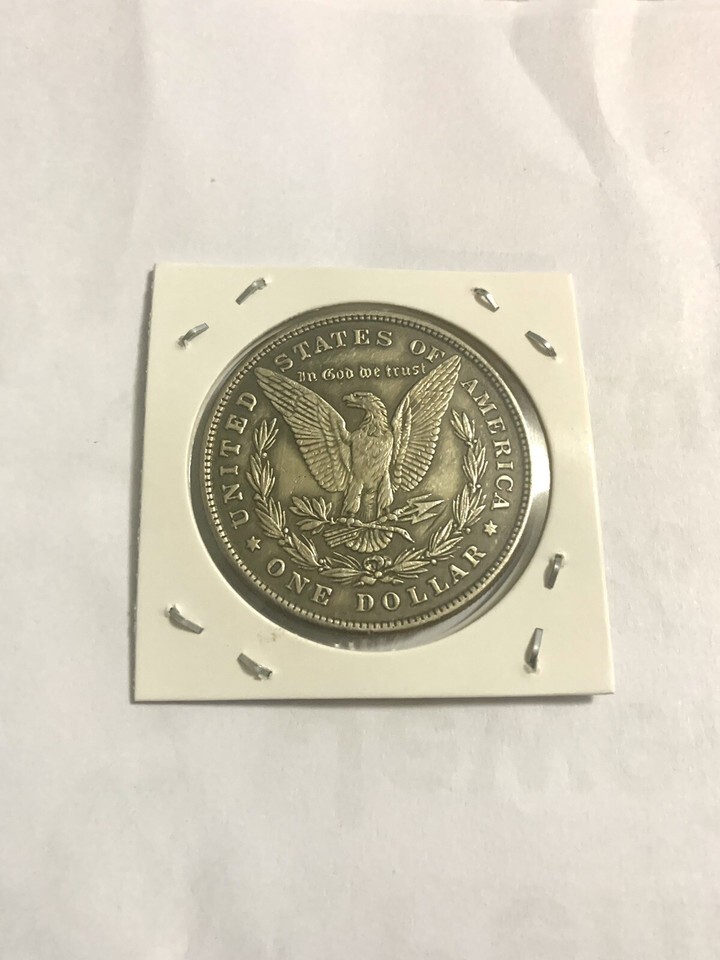 UNITED STATES OF AMERICA
In God we trust
ONE DOLLAR